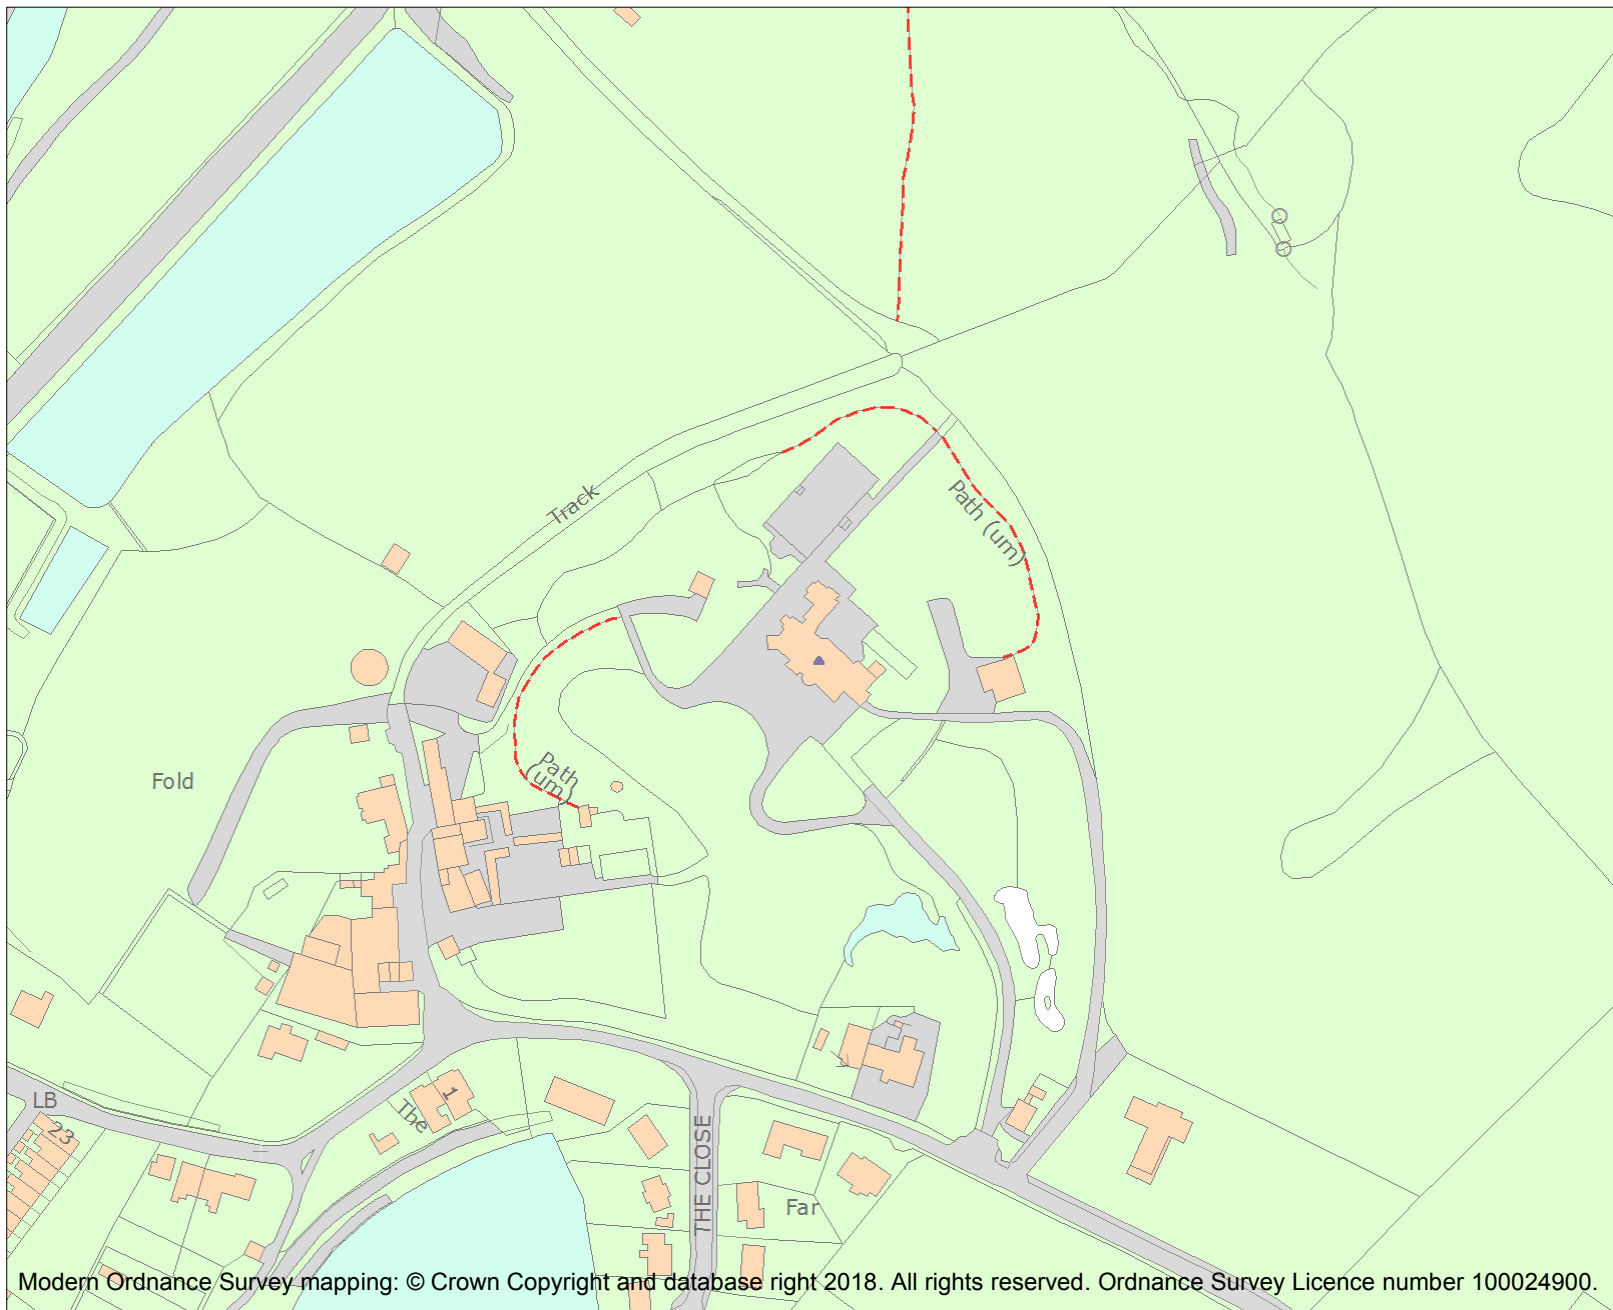 Track
Path (um)
Path
(um)
Fold
LB
23
The
1
THE CLOSE
Far
Modern Ordnance Survey mapping: © Crown Copyright and database right 2018. All rights reserved. Ordnance Survey Licence number 100024900.